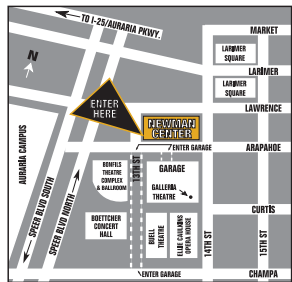 TO I-25/AURARIA PKWY.
MARKET
LARIMER
SQUARE
N
LARIMER
LARIMER
SQUARE
ENTER
HERE
LAWRENCE
NEWMAN
CENTER
ENTER GARAGE
ARAPAHOE
AURARIA CAMPUS
13TH ST
BONFILS
THEATRE
COMPLEX
& BALLROOM
GARAGE
GALLERIA
THEATRE
SPEER BLVD SOUTH
SPEER BLVD NORTH
BOETTCHER
CONCERT
HALL
BUELL
THEATRE
ELLIE CAULKINS
OPERA HOUSE
CURTIS
14TH ST
15TH ST
ENTER GARAGE
CHAMPA